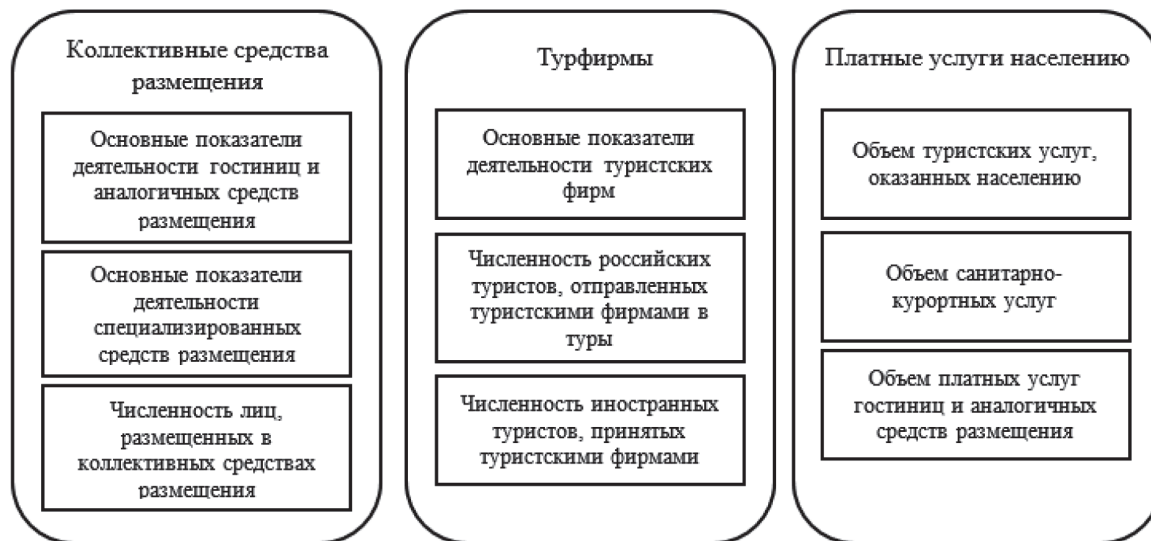 Коллективные средства
размещения
Основные показатели
деятельности гостиниц и
аналогичных средств
размещения
Основные показатели
деятельности
специализированных
средств размещения
Численность лиц,
размещенных в
коллективных средствах
размещения
Турфирмы
Основные показатели
деятельности туристских
фирм
Численность российских
туристов, отправленных
туристскими фирмами в
туры
Численность иностранных
туристов, принятых
туристскими фирмами
Платные услуги населению
Объем туристских услуг,
оказанных населению
Объем санитарно-
курортных услуг
Объем платных услуг
гостиниц и аналогичных
средств размещения